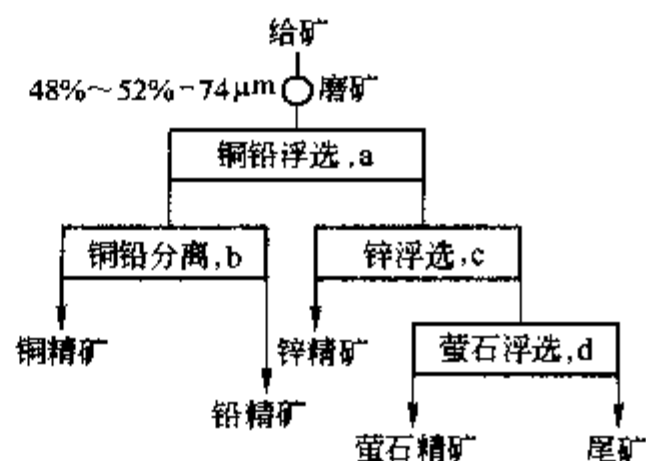 给矿
48%～52%-74μm 磨矿
铜铅浮选,a
铜铅分离,b
锌浮选,c
铜精矿
锌精矿
萤石浮选,d
铅精矿
萤石精矿
尾矿